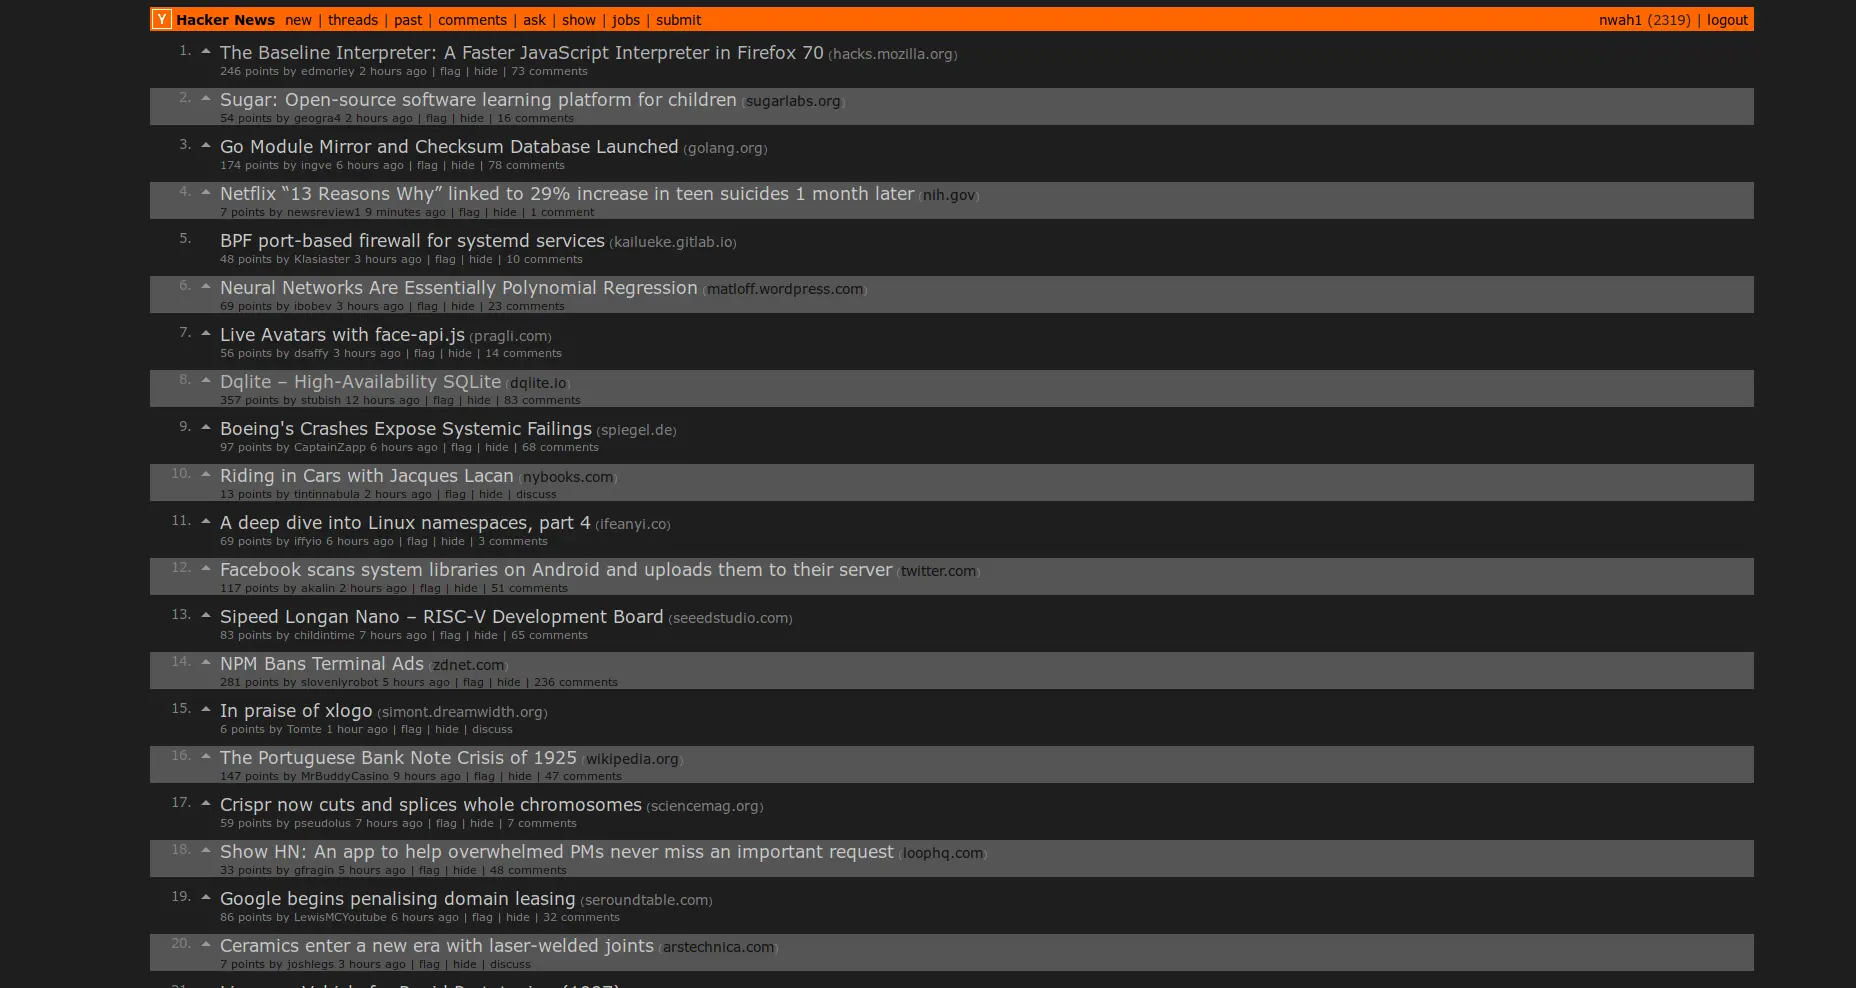 Y Hacker News new | threads | past | comments | ask | show | jobs | submit nwah1 (2319) | logout
1. The Baseline Interpreter: A Faster JavaScript Interpreter in Firefox 70 (hacks.mozilla.org)
246 points by edmorley 2 hours ago | flag | hide | 73 comments
2. Sugar: Open-source software learning platform for children (sugarlabs.org)
54 points by geogra4 2 hours ago | flag | hide | 16 comments
3. Go Module Mirror and Checksum Database Launched (golang.org)
174 points by ingve 6 hours ago | flag | hide | 78 comments
4. Netflix “13 Reasons Why” linked to 29% increase in teen suicides 1 month later (nih.gov)
7 points by newsreview1 9 minutes ago | flag | hide | 1 comment
5. BPF port-based firewall for systemd services (kailueke.gitlab.io)
48 points by Klasiaster 3 hours ago | flag | hide | 10 comments
6. Neural Networks Are Essentially Polynomial Regression (matloff.wordpress.com)
69 points by ibobev 3 hours ago | flag | hide | 23 comments
7. Live Avatars with face-api.js (pragli.com)
56 points by dsaffy 3 hours ago | flag | hide | 14 comments
8. Dqlite – High-Availability SQLite (dqlite.io)
357 points by stubish 12 hours ago | flag | hide | 83 comments
9. Boeing's Crashes Expose Systemic Failings (spiegel.de)
97 points by CaptainZapp 6 hours ago | flag | hide | 68 comments
10. Riding in Cars with Jacques Lacan (nybooks.com)
13 points by tintinnabula 2 hours ago | flag | hide | discuss
11. A deep dive into Linux namespaces, part 4 (ifeanyi.co)
69 points by iffyio 6 hours ago | flag | hide | 3 comments
12. Facebook scans system libraries on Android and uploads them to their server (twitter.com)
117 points by akalin 2 hours ago | flag | hide | 51 comments
13. Sipeed Longan Nano – RISC-V Development Board (seeedstudio.com)
83 points by childintime 7 hours ago | flag | hide | 65 comments
14. NPM Bans Terminal Ads (zdnet.com)
281 points by slovenlyrobot 5 hours ago | flag | hide | 236 comments
15. In praise of xlogo (simont.dreamwidth.org)
6 points by Tomte 1 hour ago | flag | hide | discuss
16. The Portuguese Bank Note Crisis of 1925 (wikipedia.org)
147 points by MrBuddyCasino 9 hours ago | flag | hide | 47 comments
17. Crispr now cuts and splices whole chromosomes (sciencemag.org)
59 points by pseudolus 7 hours ago | flag | hide | 7 comments
18. Show HN: An app to help overwhelmed PMs never miss an important request (loophq.com)
33 points by gfragin 5 hours ago | flag | hide | 48 comments
19. Google begins penalising domain leasing (seroundtable.com)
86 points by LewisMCYoutube 6 hours ago | flag | hide | 32 comments
20. Ceramics enter a new era with laser-welded joints (arstechnica.com)
7 points by joshlegs 3 hours ago | flag | hide | discuss